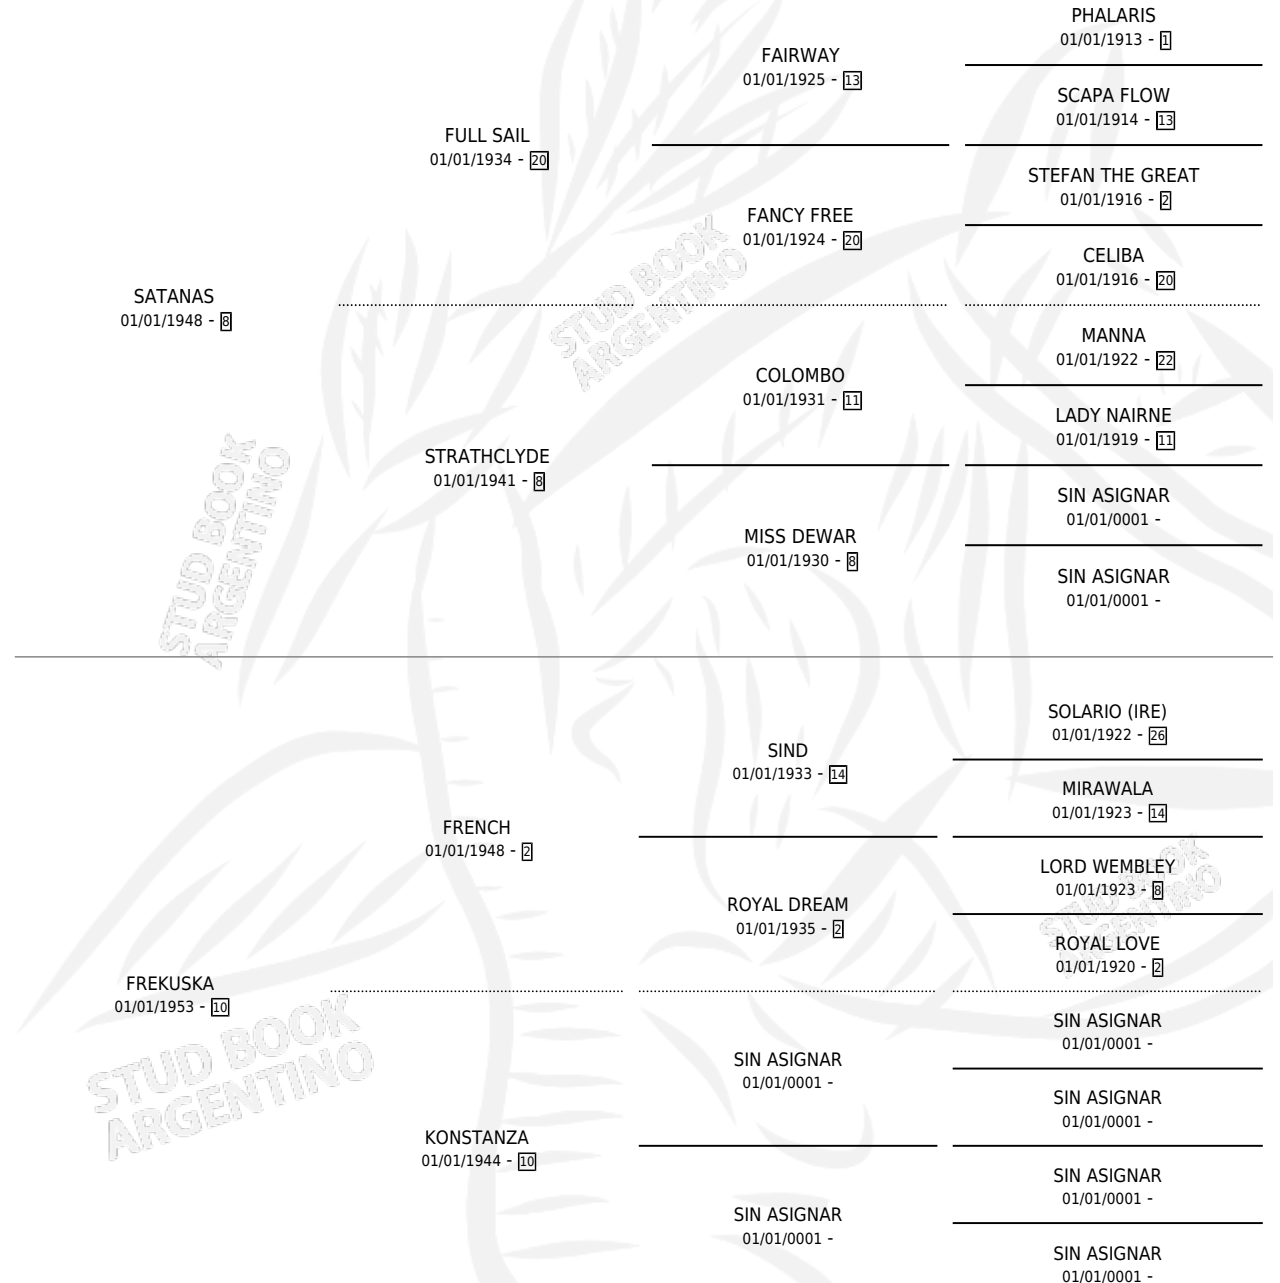 PHALARIS
01/01/1913 - 1
FAIRWAY
01/01/1925 - 13
SCAPA FLOW
01/01/1914 - 13
FULL SAIL
01/01/1934 - 20
STEFAN THE GREAT
01/01/1916 - 2
FANCY FREE
01/01/1924 - 20
CELIBA
01/01/1916 - 20
SATANAS
01/01/1948 - 8
MANNA
01/01/1922 - 22
COLOMBO
01/01/1931 - 11
LADY NAIRNE
01/01/1919 - 11
STRATHCLYDE
01/01/1941 - 8
SIN ASIGNAR
01/01/0001 -
MISS DEWAR
01/01/1930 - 8
SIN ASIGNAR
01/01/0001 -
STUD BOOK
ARGENTINO
STUD BOOK
ARGENTINO
SOLARIO (IRE)
01/01/1922 - 26
SIND
01/01/1933 - 14
MIRAWALA
01/01/1923 - 14
FRENCH
01/01/1948 - 2
LORD WEMBLEY
01/01/1923 - 8
ROYAL DREAM
01/01/1935 - 2
ROYAL LOVE
01/01/1920 - 2
STUD BOOK
ARGENTINO
FREKUSKA
01/01/1953 - 10
SIN ASIGNAR
01/01/0001 -
SIN ASIGNAR
01/01/0001 -
SIN ASIGNAR
01/01/0001 -
KONSTANZA
01/01/1944 - 10
SIN ASIGNAR
01/01/0001 -
SIN ASIGNAR
01/01/0001 -
SIN ASIGNAR
01/01/0001 -
STUD BOOK
ARGENTINO